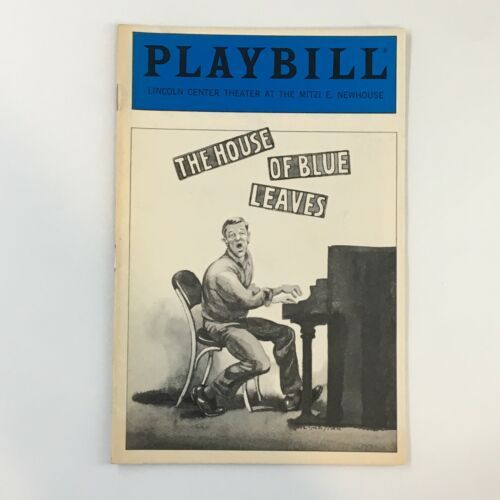 PLAYBILL®
LINCOLN CENTER THEATER AT THE MITZI E. NEWHOUSE
THE HOUSE
OF BLUE
LEAVES